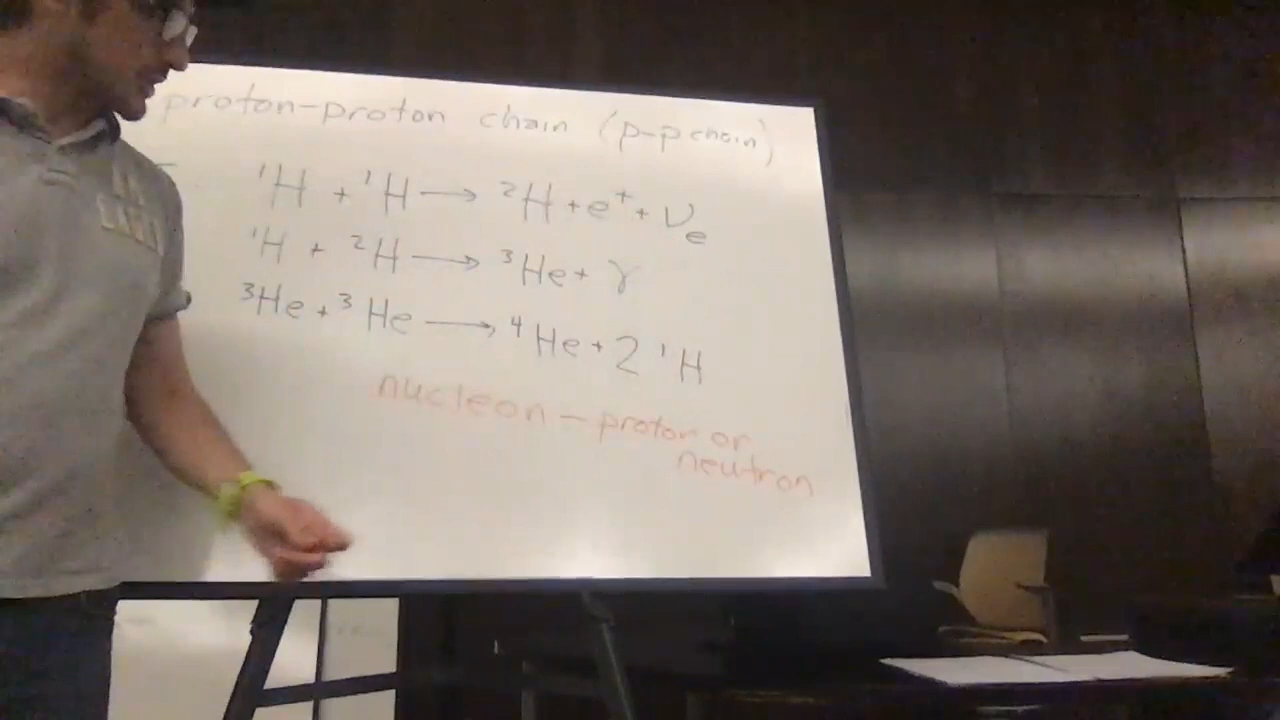 proton-proton chain (p-p chain)
¹H + ¹H → ²H + e⁺ + νₑ
¹H + ²H → ³He + γ
³He + ³He → ⁴He + 2 ¹H
nucleon - proton or
neutron